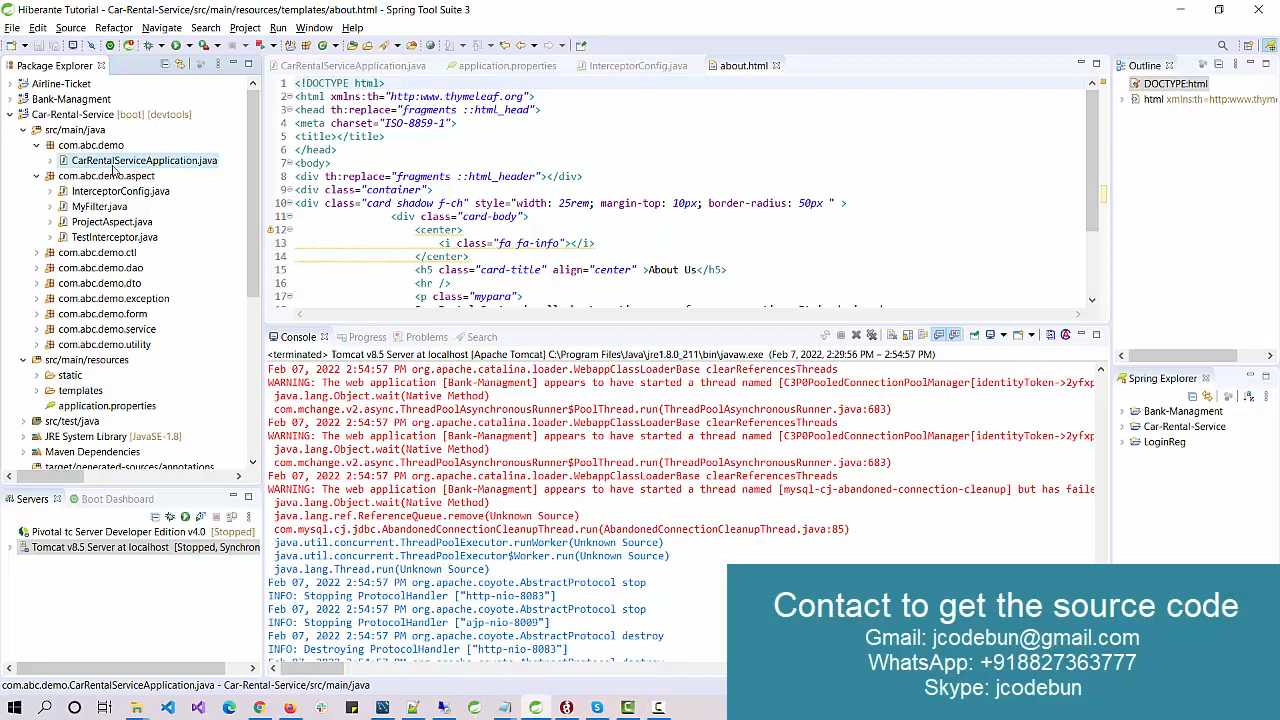 Hiberante Tutorial - Car-Rental-Service/src/main/resources/templates/about.html - Spring Tool Suite 3
File Edit Source Refactor Navigate Search Project Run Window Help
Package Explorer
Airline-Ticket
Bank-Managment
Car-Rental-Service [boot] [devtools]
src/main/java
com.abc.demo
CarRentalServiceApplication.java
com.abc.demo.aspect
InterceptorConfig.java
MyFilter.java
ProjectAspect.java
TestInterceptor.java
com.abc.demo.ctl
com.abc.demo.dao
com.abc.demo.dto
com.abc.demo.exception
com.abc.demo.form
com.abc.demo.service
com.abc.demo.utility
src/main/resources
static
templates
application.properties
src/test/java
JRE System Library [JavaSE-1.8]
Maven Dependencies
target/generated-sources/annotations
Servers Boot Dashboard
Pivotal tc Server Developer Edition v4.0 [Stopped]
Tomcat v8.5 Server at localhost [Stopped, Synchron
CarRentalServiceApplication.java application.properties InterceptorConfig.java about.html
1 <!DOCTYPE html>
2 <html xmlns:th="http:www.thymeleaf.org">
3 <head th:replace="fragments ::html_head">
4 <meta charset="ISO-8859-1">
5 <title></title>
6 </head>
7 <body>
8 <div th:replace="fragments ::html_header"></div>
9 <div class="container">
10 <div class="card shadow f-ch" style="width: 25rem; margin-top: 10px; border-radius: 50px " >
11 <div class="card-body">
12 <center>
13 <i class="fa fa-info"></i>
14 </center>
15 <h5 class="card-title" align="center" >About Us</h5>
16 <hr />
17 <p class="mypara">
Console Progress Problems Search
<terminated> Tomcat v8.5 Server at localhost [Apache Tomcat] C:\Program Files\Java\jre1.8.0_211\bin\javaw.exe (Feb 7, 2022, 2:29:56 PM – 2:54:57 PM)
Feb 07, 2022 2:54:57 PM org.apache.catalina.loader.WebappClassLoaderBase clearReferencesThreads
WARNING: The web application [Bank-Managment] appears to have started a thread named [C3P0PooledConnectionPoolManager[identityToken->2yfxp
java.lang.Object.wait(Native Method)
com.mchange.v2.async.ThreadPoolAsynchronousRunner$PoolThread.run(ThreadPoolAsynchronousRunner.java:683)
Feb 07, 2022 2:54:57 PM org.apache.catalina.loader.WebappClassLoaderBase clearReferencesThreads
WARNING: The web application [Bank-Managment] appears to have started a thread named [C3P0PooledConnectionPoolManager[identityToken->2yfxp
java.lang.Object.wait(Native Method)
com.mchange.v2.async.ThreadPoolAsynchronousRunner$PoolThread.run(ThreadPoolAsynchronousRunner.java:683)
Feb 07, 2022 2:54:57 PM org.apache.catalina.loader.WebappClassLoaderBase clearReferencesThreads
WARNING: The web application [Bank-Managment] appears to have started a thread named [mysql-cj-abandoned-connection-cleanup] but has faile
java.lang.Object.wait(Native Method)
java.lang.ref.ReferenceQueue.remove(Unknown Source)
com.mysql.cj.jdbc.AbandonedConnectionCleanupThread.run(AbandonedConnectionCleanupThread.java:85)
java.util.concurrent.ThreadPoolExecutor.runWorker(Unknown Source)
java.util.concurrent.ThreadPoolExecutor$Worker.run(Unknown Source)
java.lang.Thread.run(Unknown Source)
Feb 07, 2022 2:54:57 PM org.apache.coyote.AbstractProtocol stop
INFO: Stopping ProtocolHandler ["http-nio-8083"]
Feb 07, 2022 2:54:57 PM org.apache.coyote.AbstractProtocol stop
INFO: Stopping ProtocolHandler ["ajp-nio-8009"]
Feb 07, 2022 2:54:57 PM org.apache.coyote.AbstractProtocol destroy
INFO: Destroying ProtocolHandler ["http-nio-8083"]
Outline
DOCTYPE:html
html xmlns:th=http:www.thyme
Spring Explorer
Bank-Managment
Car-Rental-Service
LoginReg
Contact to get the source code
Gmail: jcodebun@gmail.com
WhatsApp: +918827363777
Skype: jcodebun
com.abc.demo.CarRentalServiceApplication.java - Car-Rental-Service/src/main/java